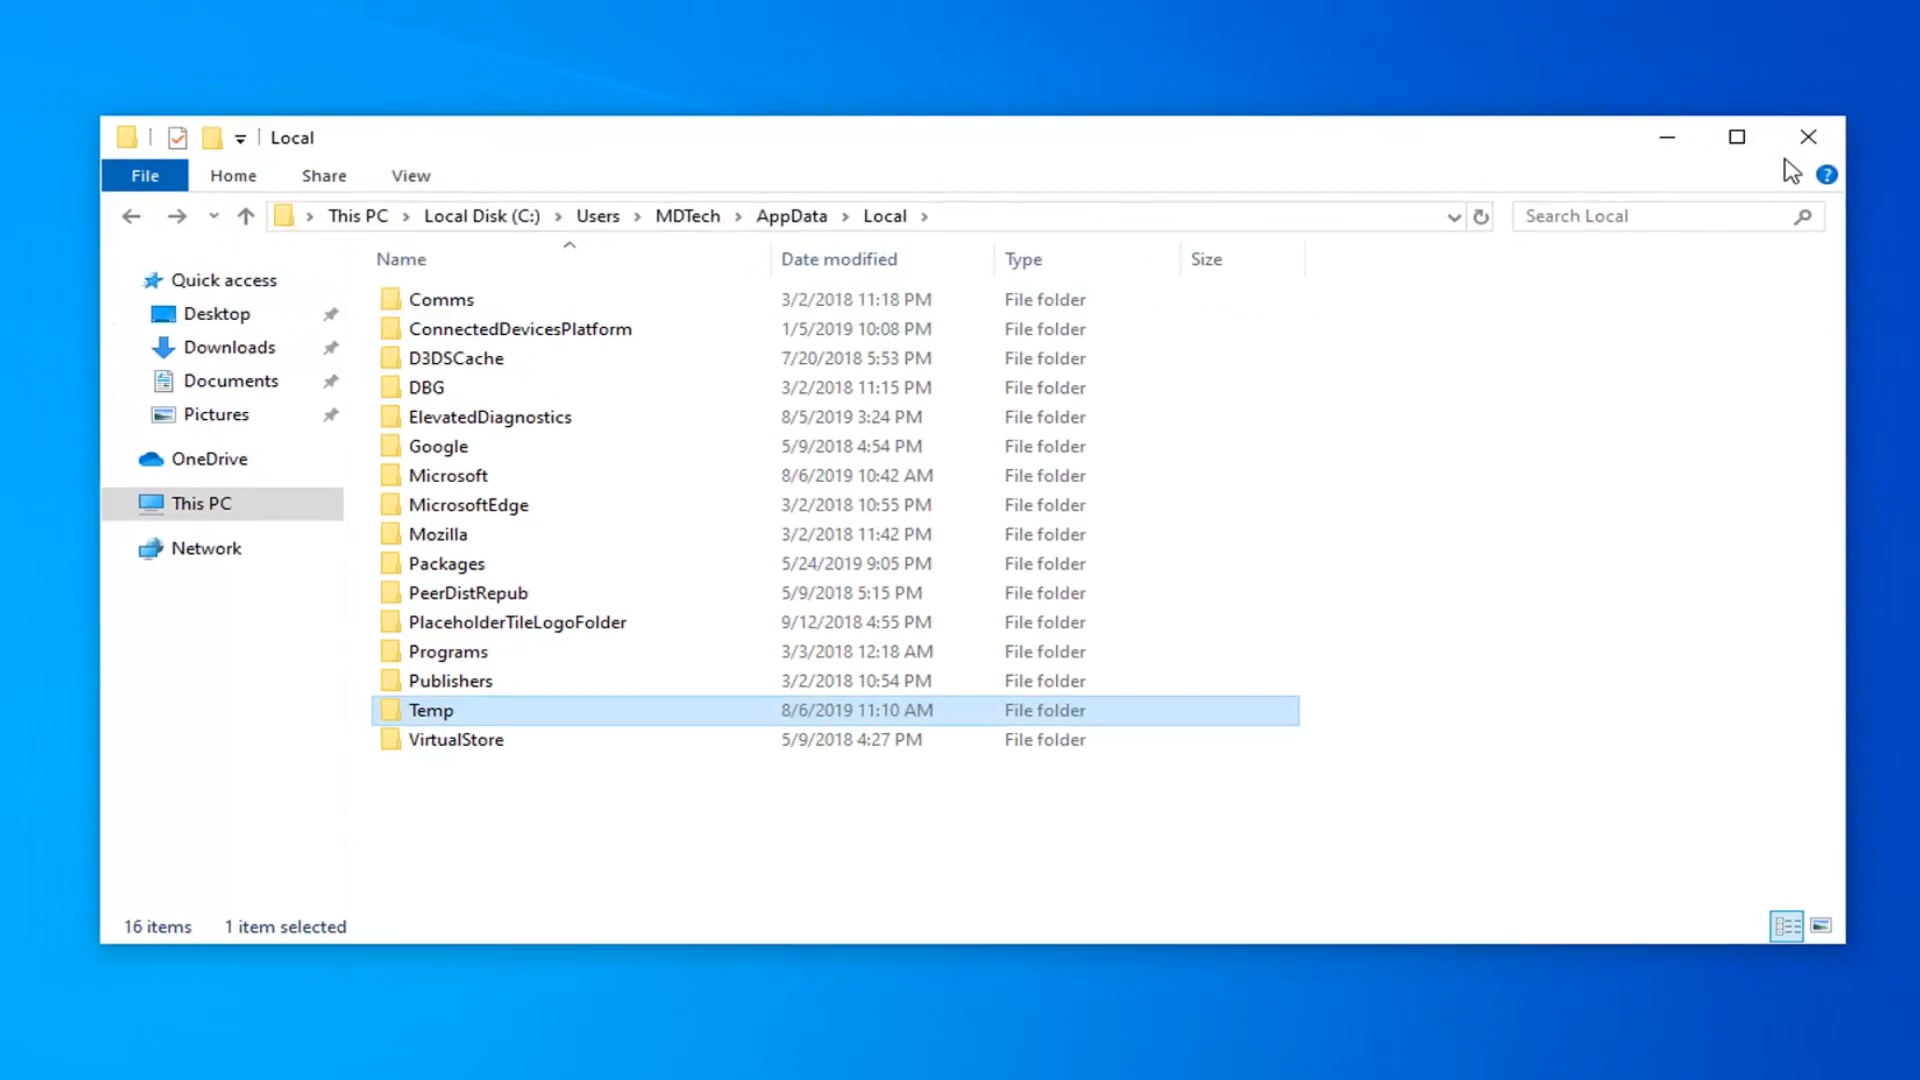 Local
File Home Share View
This PC Local Disk (C:) Users MDTech AppData Local
Search Local
Name Date modified Type Size
Quick access
Desktop
Downloads
Documents
Pictures
OneDrive
This PC
Network
Comms 3/2/2018 11:18 PM File folder
ConnectedDevicesPlatform 1/5/2019 10:08 PM File folder
D3DSCache 7/20/2018 5:53 PM File folder
DBG 3/2/2018 11:15 PM File folder
ElevatedDiagnostics 8/5/2019 3:24 PM File folder
Google 5/9/2018 4:54 PM File folder
Microsoft 8/6/2019 10:42 AM File folder
MicrosoftEdge 3/2/2018 10:55 PM File folder
Mozilla 3/2/2018 11:42 PM File folder
Packages 5/24/2019 9:05 PM File folder
PeerDistRepub 5/9/2018 5:15 PM File folder
PlaceholderTileLogoFolder 9/12/2018 4:55 PM File folder
Programs 3/3/2018 12:18 AM File folder
Publishers 3/2/2018 10:54 PM File folder
Temp 8/6/2019 11:10 AM File folder
VirtualStore 5/9/2018 4:27 PM File folder
16 items 1 item selected